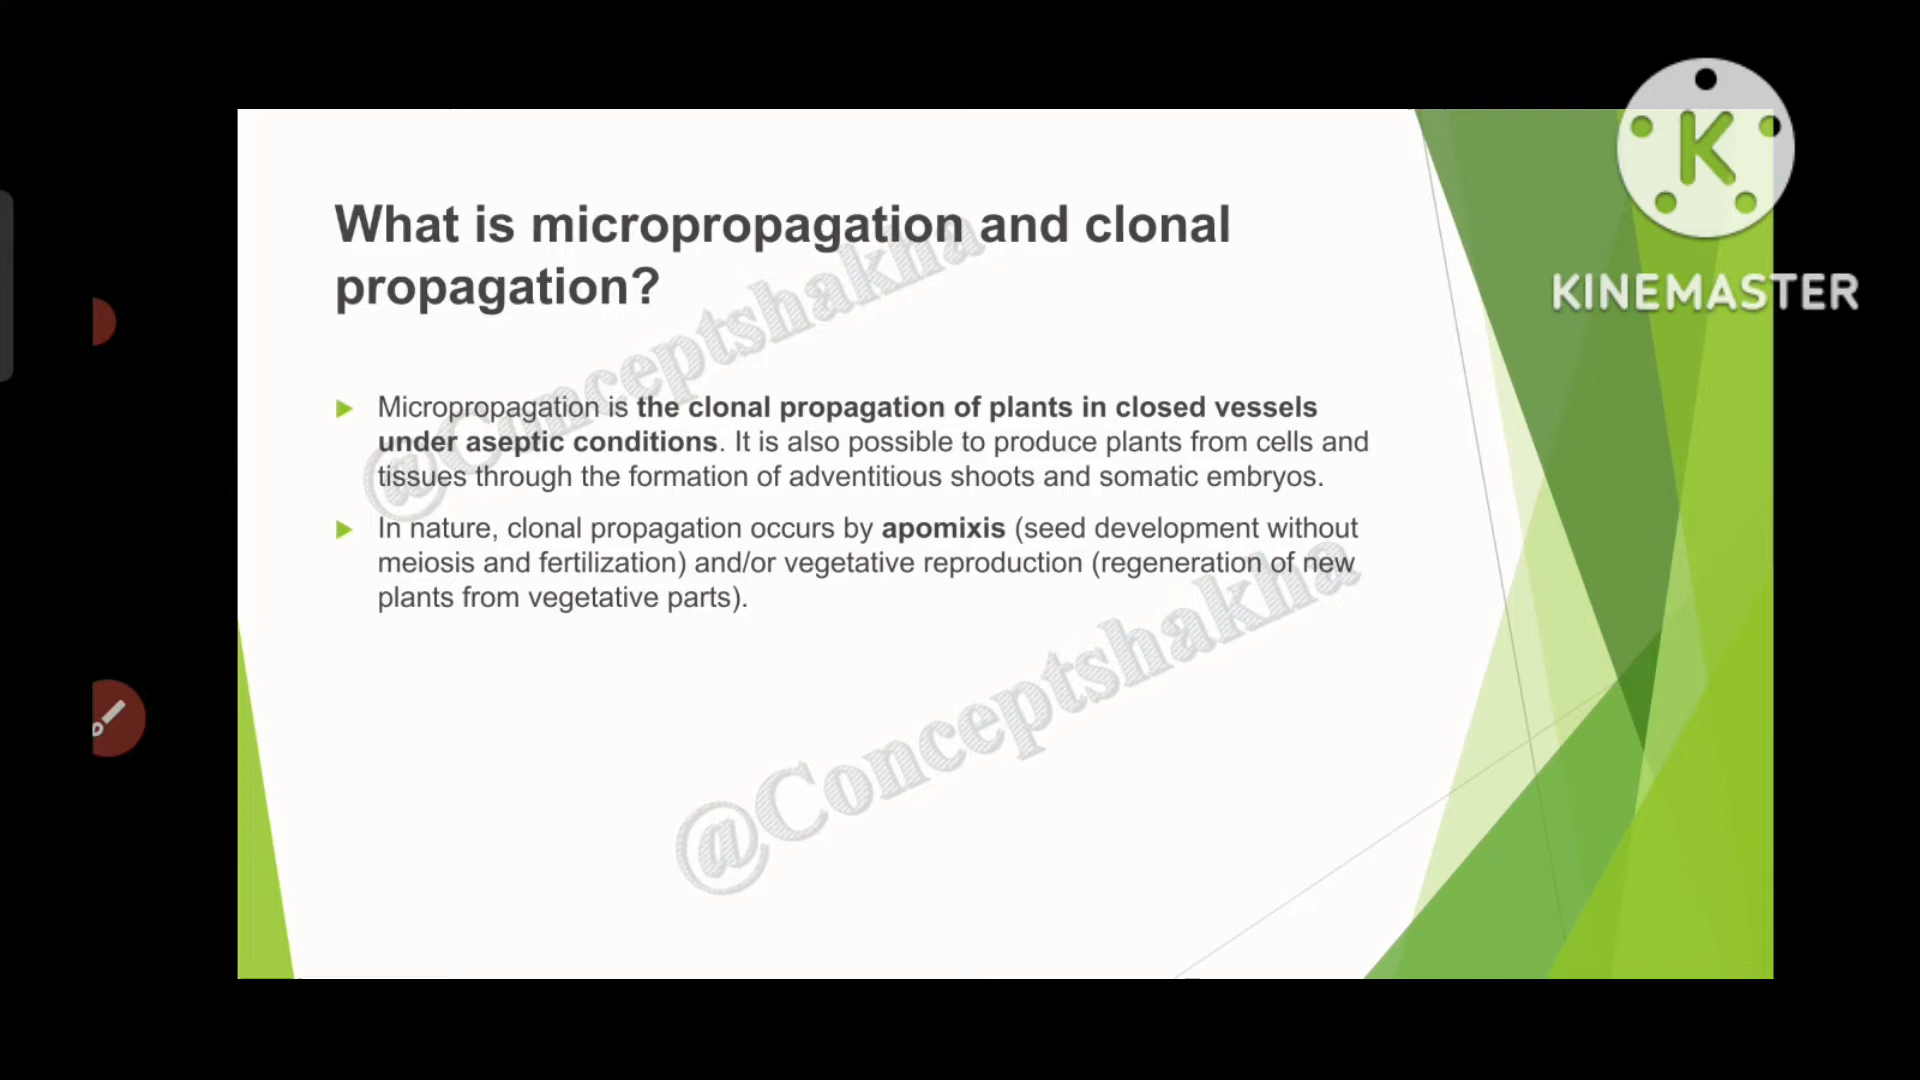 What is micropropagation and clonal
propagation?
Micropropagation is the clonal propagation of plants in closed vessels
under aseptic conditions. It is also possible to produce plants from cells and
tissues through the formation of adventitious shoots and somatic embryos.
In nature, clonal propagation occurs by apomixis (seed development without
meiosis and fertilization) and/or vegetative reproduction (regeneration of new
plants from vegetative parts).
@Conceptshakha
@Conceptshakha
K
KINEMASTER